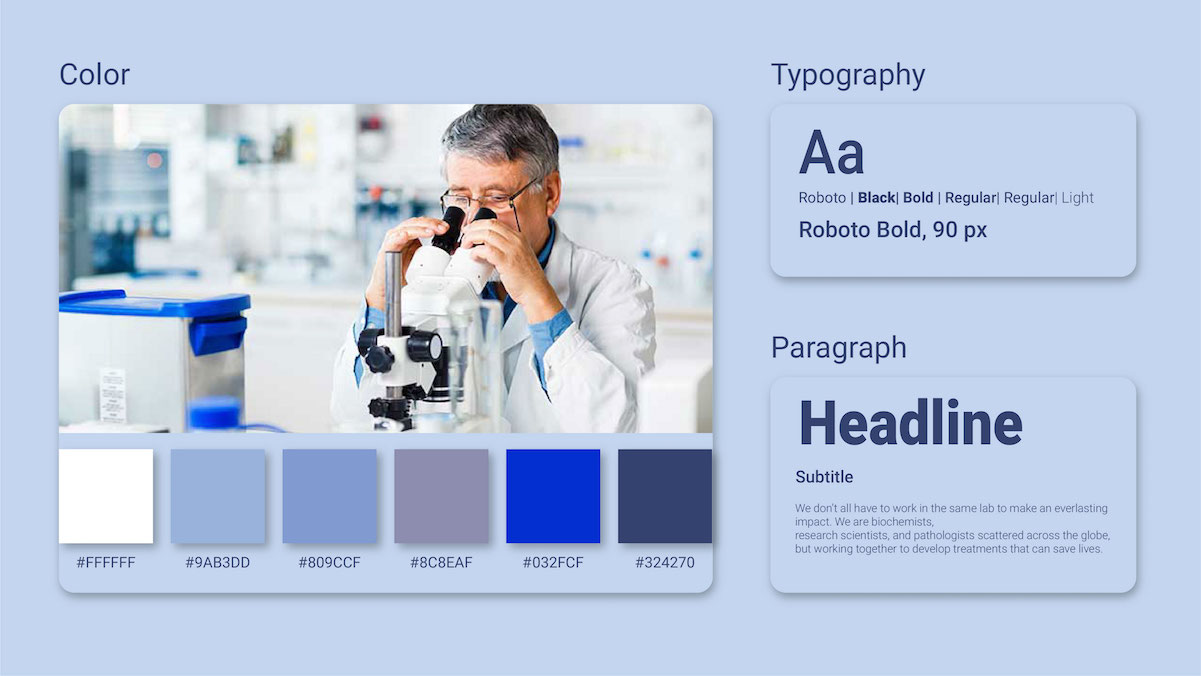 Color
#FFFFFF
#9AB3DD
#809CCF
#8C8EAF
#032FCF
#324270
Typography
Aa
Roboto | Black| Bold | Regular| Regular| Light
Roboto Bold, 90 px
Paragraph
Headline
Subtitle
We don't all have to work in the same lab to make an everlasting
impact. We are biochemists,
research scientists, and pathologists scattered across the globe,
but working together to develop treatments that can save lives.